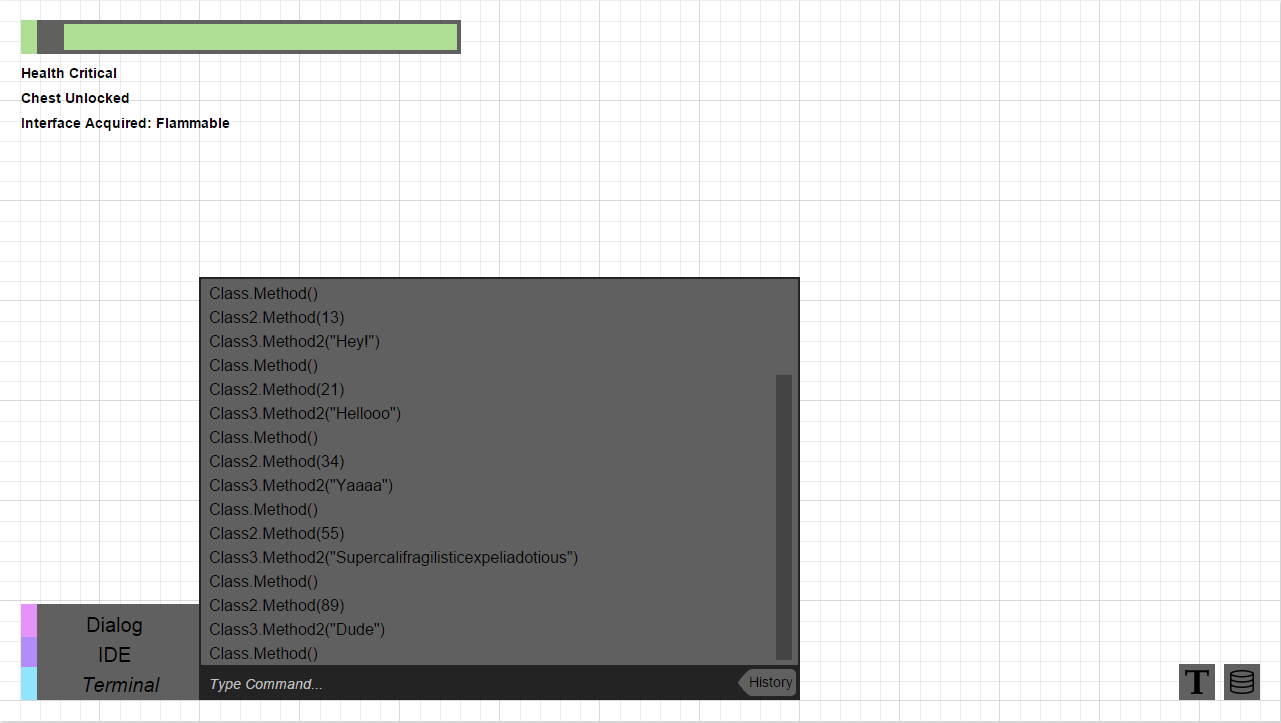 Health Critical
Chest Unlocked
Interface Acquired: Flammable
Class.Method()
Class2.Method(13)
Class3.Method2("Hey!")
Class.Method()
Class2.Method(21)
Class3.Method2("Hellooo")
Class.Method()
Class2.Method(34)
Class3.Method2("Yaaaa")
Class.Method()
Class2.Method(55)
Class3.Method2("Supercalifragilisticexpeliadotious")
Class.Method()
Class2.Method(89)
Class3.Method2("Dude")
Class.Method()
Dialog
IDE
Terminal
Type Command...
History
T